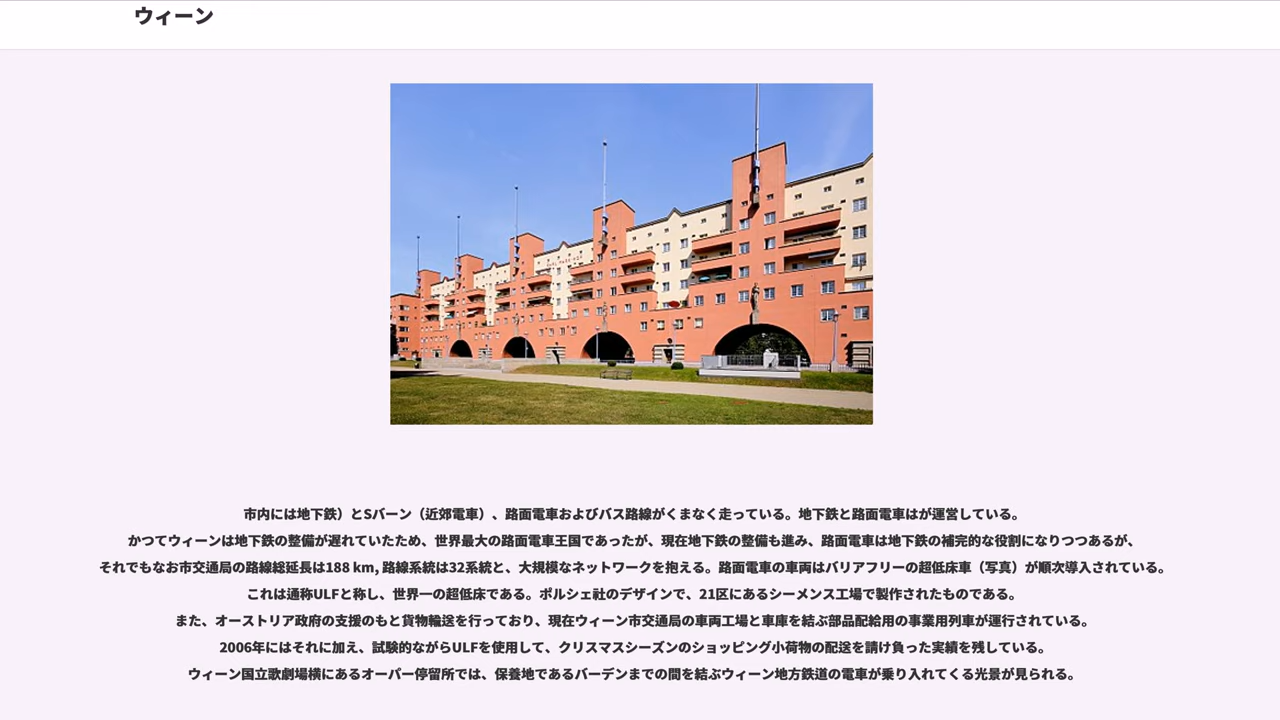 ウィーン
市内には地下鉄）とSバーン（近郊電車）、路面電車およびバス路線がくまなく走っている。地下鉄と路面電車はが運営している。
かつてウィーンは地下鉄の整備が遅れていたため、世界最大の路面電車王国であったが、現在地下鉄の整備も進み、路面電車は地下鉄の補完的な役割になりつつあるが、
それでもなお市交通局の路線総延長は188 km, 路線系統は32系統と、大規模なネットワークを抱える。路面電車の車両はバリアフリーの超低床車（写真）が順次導入されている。
これは通称ULFと称し、世界一の超低床である。ポルシェ社のデザインで、21区にあるシーメンス工場で製作されたものである。
また、オーストリア政府の支援のもと貨物輸送を行っており、現在ウィーン市交通局の車両工場と車庫を結ぶ部品配給用の事業用列車が運行されている。
2006年にはそれに加え、試験的ながらULFを使用して、クリスマスシーズンのショッピング小荷物の配送を請け負った実績を残している。
ウィーン国立歌劇場横にあるオーパー停留所では、保養地であるバーデンまでの間を結ぶウィーン地方鉄道の電車が乗り入れてくる光景が見られる。